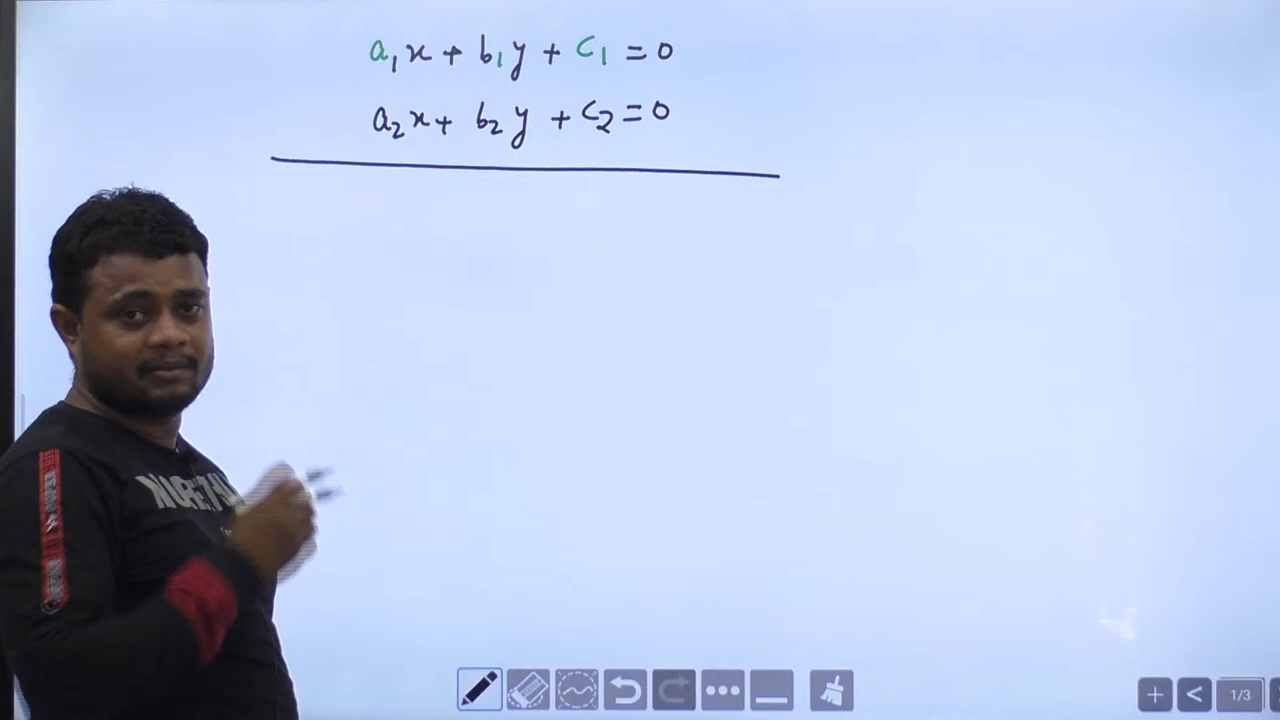 a₁x + b₁y + c₁ = 0
a₂x + b₂y + c₂ = 0
1/3